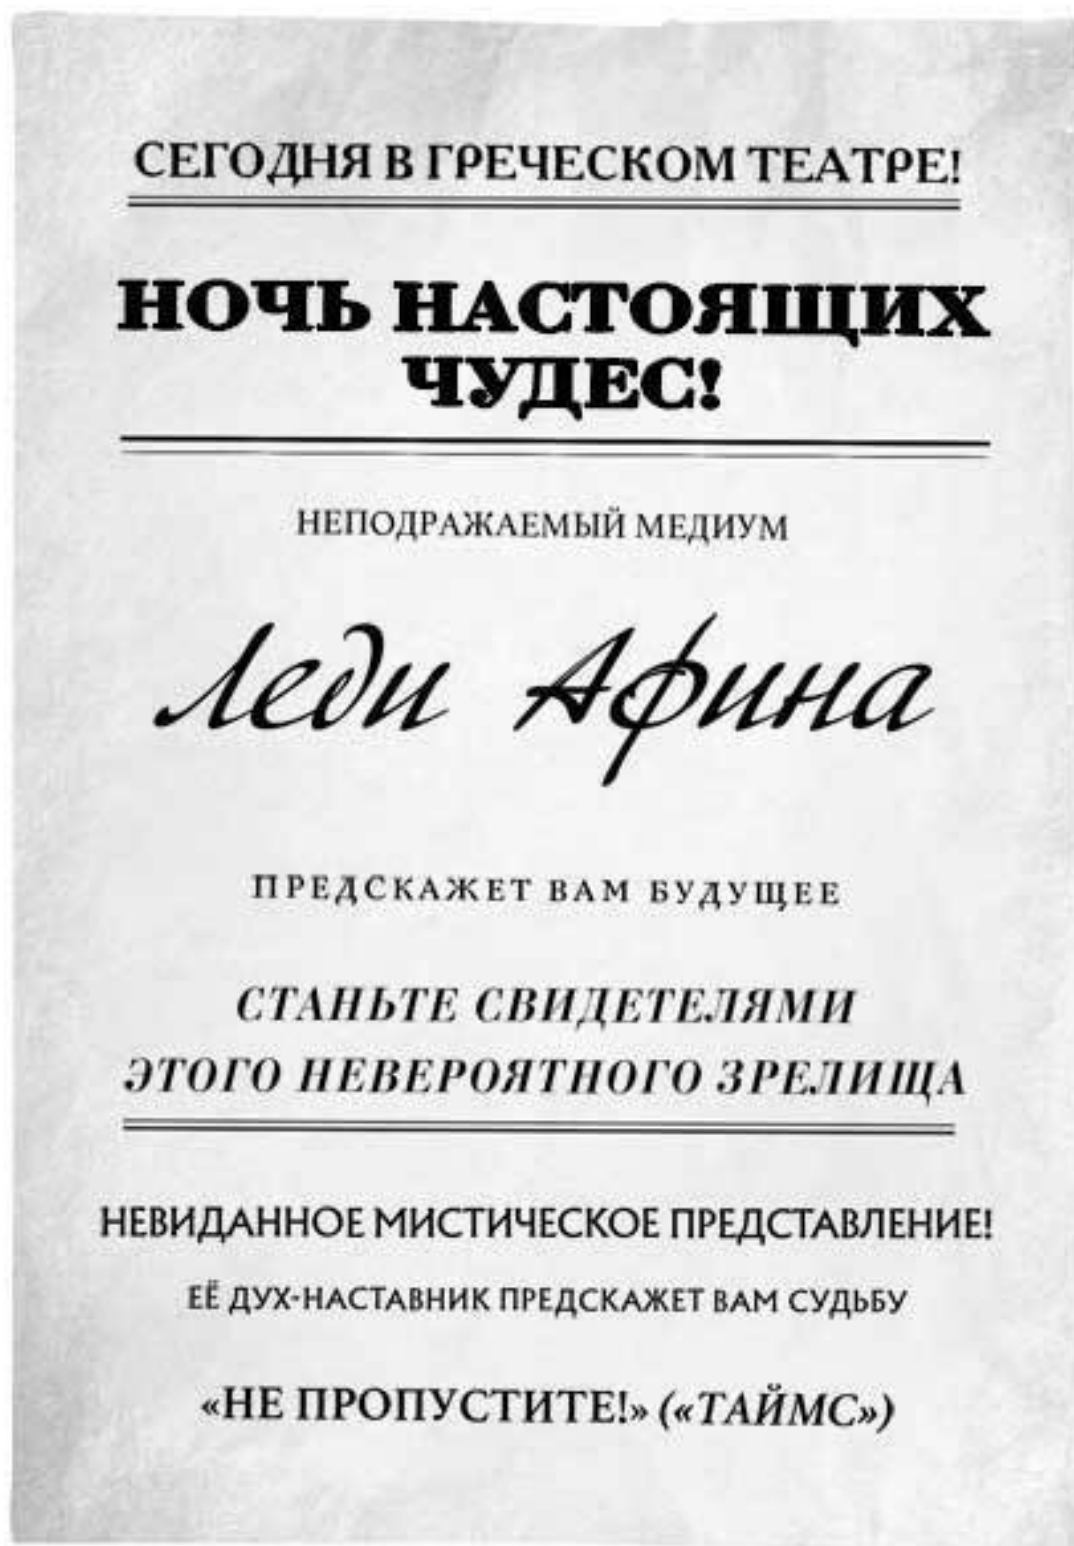 СЕГОДНЯ В ГРЕЧЕСКОМ ТЕАТРЕ!
НОЧЬ НАСТОЯЩИХ
ЧУДЕС!
НЕПОДРАЖАЕМЫЙ МЕДИУМ
Леди Афина
ПРЕДСКАЖЕТ ВАМ БУДУЩЕЕ
СТАНЬТЕ СВИДЕТЕЛЯМИ
ЭТОГО НЕВЕРОЯТНОГО ЗРЕЛИЩА
НЕВИДАННОЕ МИСТИЧЕСКОЕ ПРЕДСТАВЛЕНИЕ!
ЕЁ ДУХ-НАСТАВНИК ПРЕДСКАЖЕТ ВАМ СУДЬБУ
«НЕ ПРОПУСТИТЕ!» («ТАЙМС»)